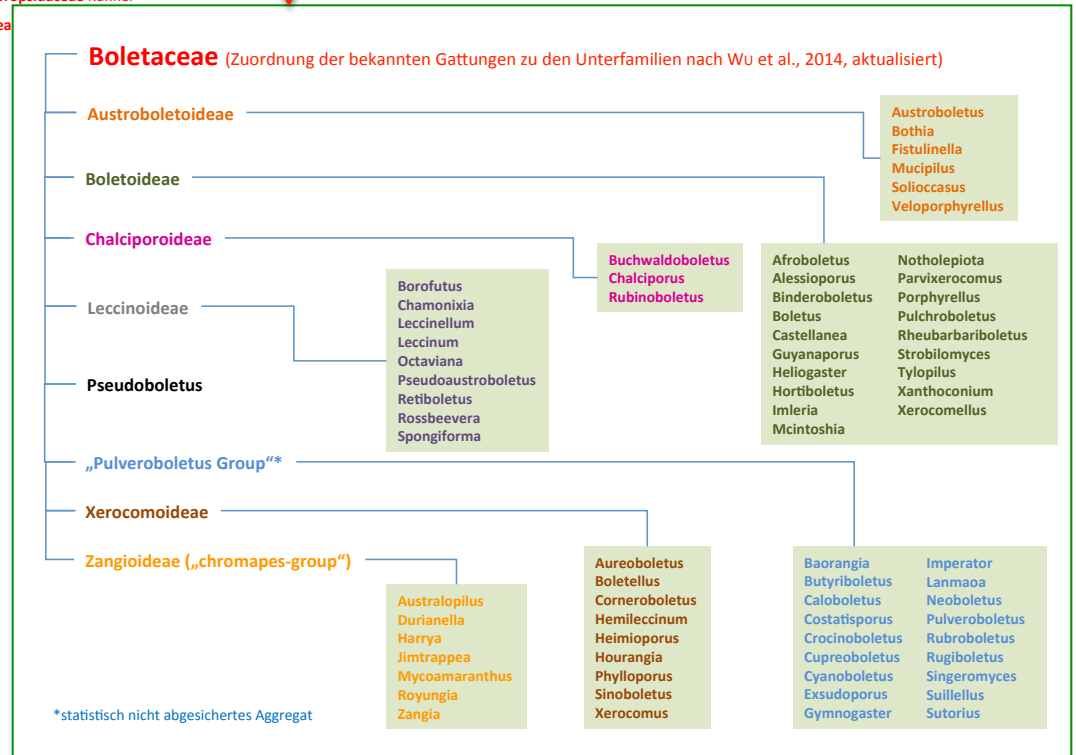 Boletaceae (Zuordnung der bekannten Gattungen zu den Unterfamilien nach Wu et al., 2014, aktualisiert)
Austroboletoideae
Austroboletus
Bothia
Fistulinella
Mucipilus
Solioccasus
Veloporphyrellus
Boletoideae
Afroboletus
Alessioporus
Binderoboletus
Boletus
Castellanea
Guyanaporus
Heliogaster
Hortiboletus
Imleria
Mcintoshia
Notholepiota
Parvixerocomus
Porphyrellus
Pulchroboletus
Rheubarbariboletus
Strobilomyces
Tylopilus
Xanthoconium
Xerocomellus
Chalciporoideae
Buchwaldoboletus
Chalciporus
Rubinoboletus
Leccinoideae
Borofutus
Chamonixia
Leccinellum
Leccinum
Octaviana
Pseudoaustroboletus
Retiboletus
Rossbeevera
Spongiforma
Pseudoboletus
„Pulveroboletus Group“*
Baorangia
Butyriboletus
Caloboletus
Costatisporus
Crocinoboletus
Cupreoboletus
Cyanoboletus
Exsudoporus
Gymnogaster
Imperator
Lanmaoa
Neoboletus
Pulveroboletus
Rubroboletus
Rugiboletus
Singeromyces
Suillellus
Sutorius
Xerocomoideae
Aureoboletus
Boletellus
Corneroboletus
Hemileccinum
Heimioporus
Hourangia
Phylloporus
Sinoboletus
Xerocomus
Zangioideae („chromapes-group“)
Australopilus
Durianella
Harrya
Jimtrappea
Mycoamaranthus
Royungia
Zangia
*statistisch nicht abgesichertes Aggregat